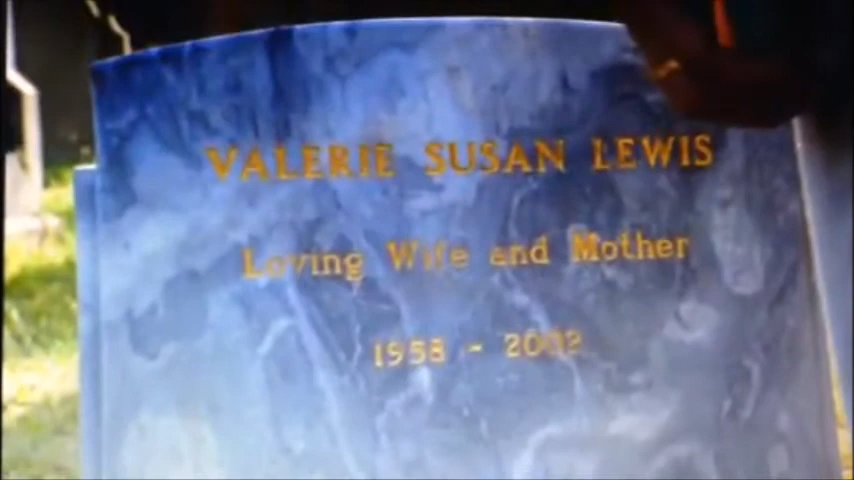 VALERIE SUSAN LEWIS
Loving Wife and Mother
1958 - 2002